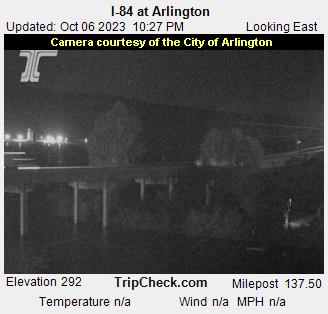 I-84 at Arlington
Updated: Oct 06 2023 10:27 PM Looking East
Camera courtesy of the City of Arlington
Elevation 292 TripCheck.com Milepost 137.50
Temperature n/a Wind n/a MPH n/a